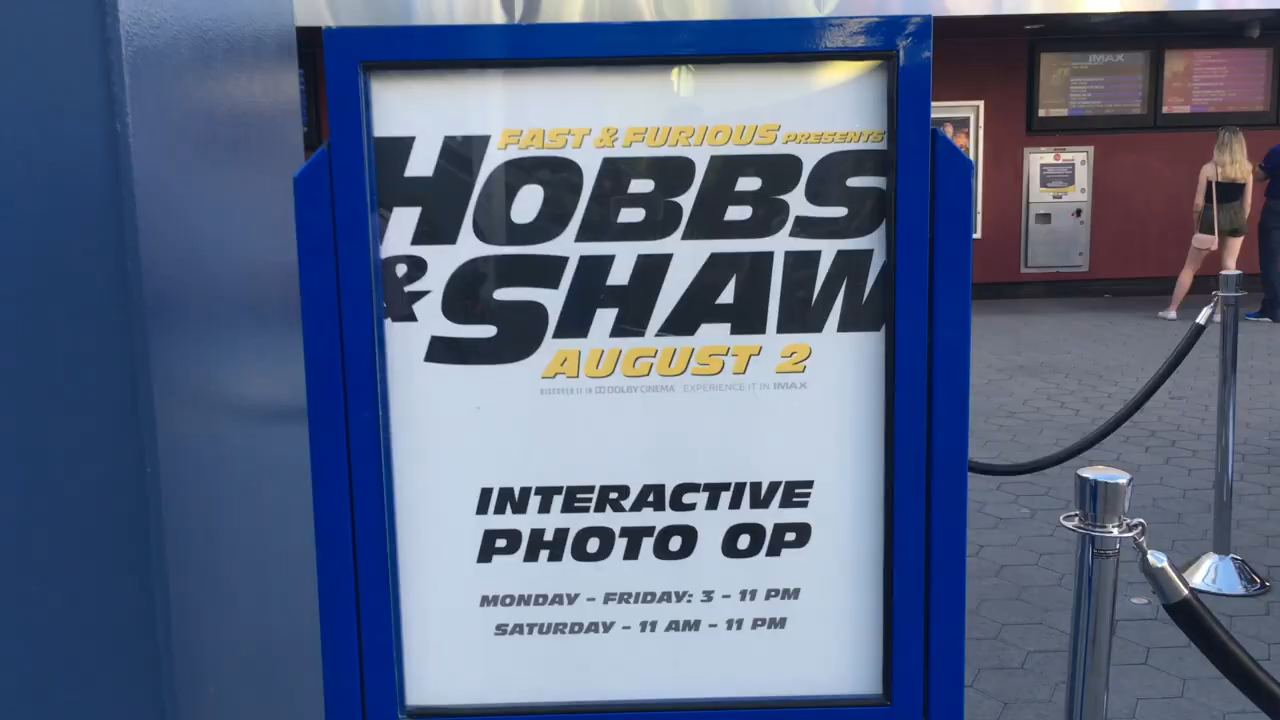 FAST & FURIOUS PRESENTS
HOBBS
& SHAW
AUGUST 2
DISCOVER IT IN DOLBY CINEMA EXPERIENCE IT IN IMAX
INTERACTIVE
PHOTO OP
MONDAY - FRIDAY: 3 - 11 PM
SATURDAY - 11 AM - 11 PM
IMAX